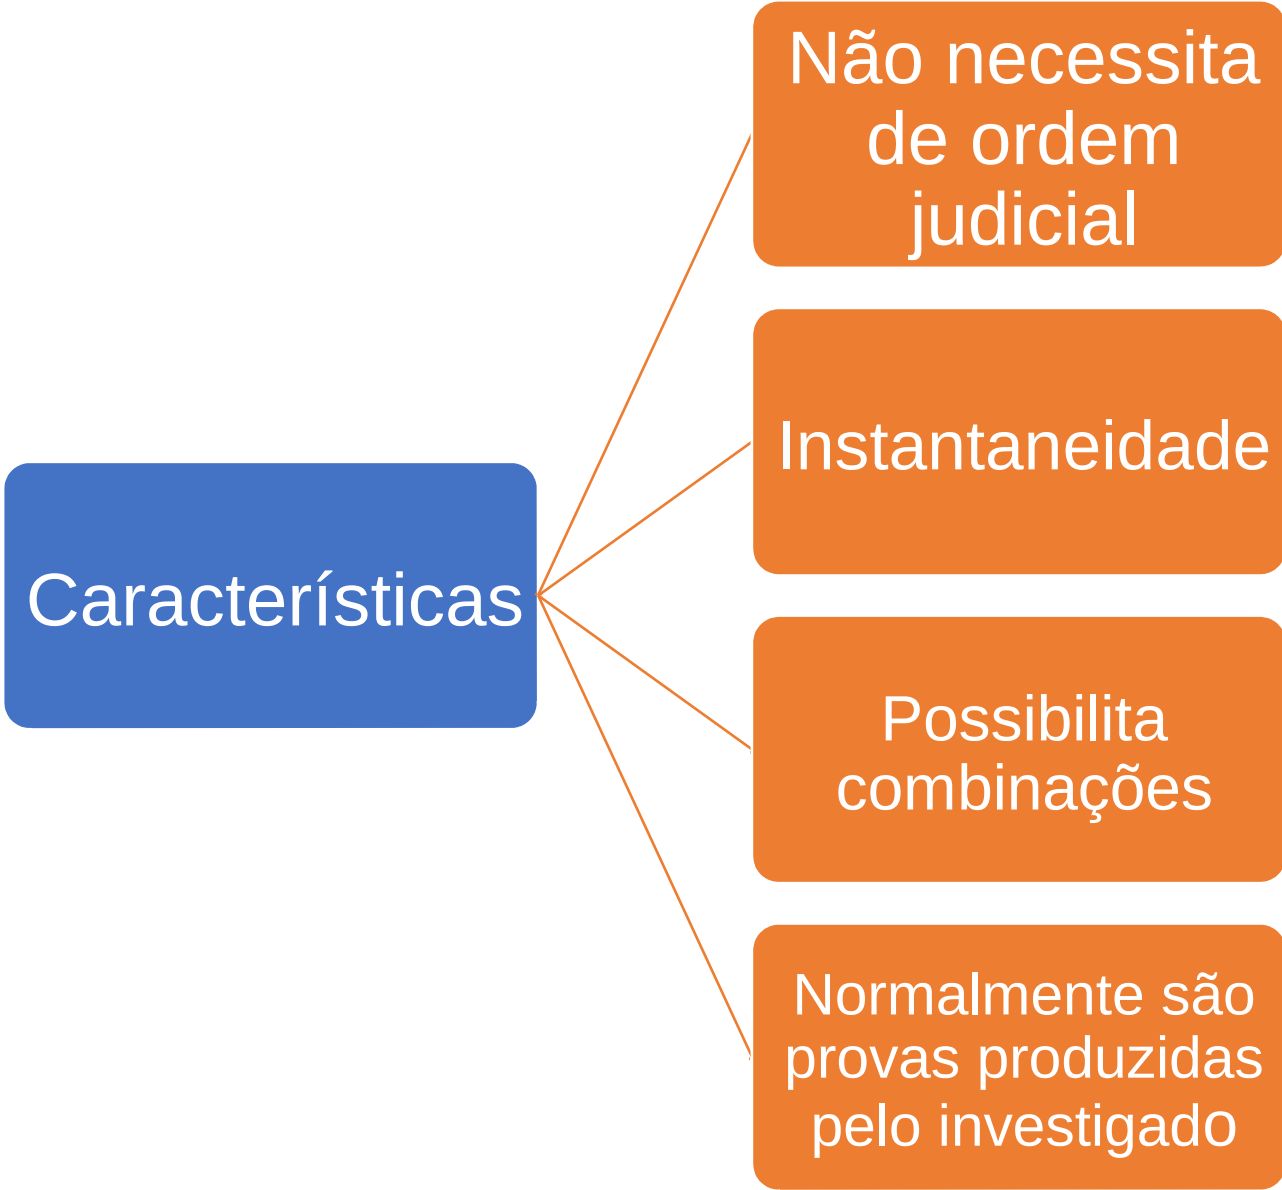 Características
Não necessita
de ordem
judicial
Instantaneidade
Possibilita
combinações
Normalmente são
provas produzidas
pelo investigado